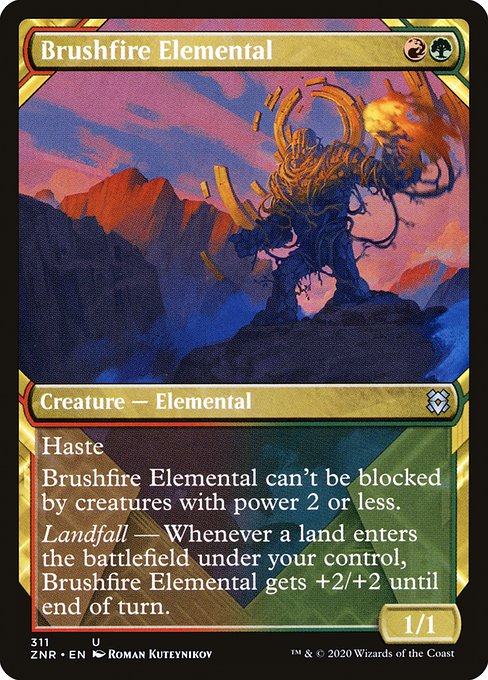 Brushfire Elemental
Creature — Elemental
Haste
Brushfire Elemental can't be blocked
by creatures with power 2 or less.
Landfall — Whenever a land enters
the battlefield under your control,
Brushfire Elemental gets +2/+2 until
end of turn.
1/1
311 U
ZNR • EN Roman Kuteynikov
™ & © 2020 Wizards of the Coast